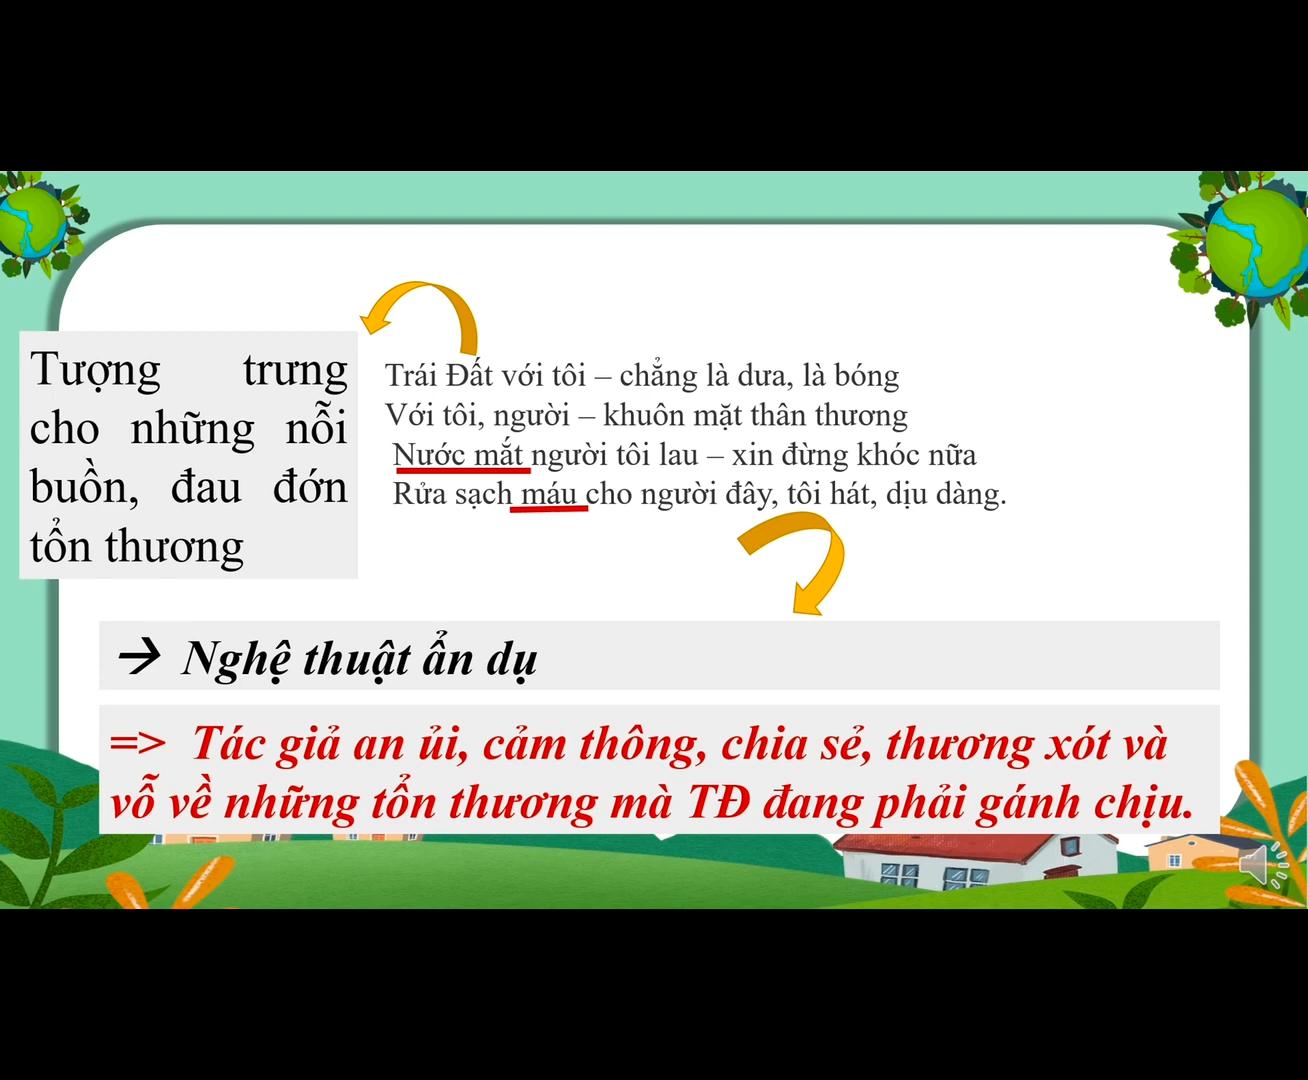 Tượng trưng
cho những nỗi
buồn, đau đớn
tổn thương
Trái Đất với tôi – chẳng là dưa, là bóng
Với tôi, người – khuôn mặt thân thương
Nước mắt người tôi lau – xin đừng khóc nữa
Rửa sạch máu cho người đây, tôi hát, dịu dàng.
→ Nghệ thuật ẩn dụ
=> Tác giả an ủi, cảm thông, chia sẻ, thương xót và
vỗ về những tổn thương mà TĐ đang phải gánh chịu.